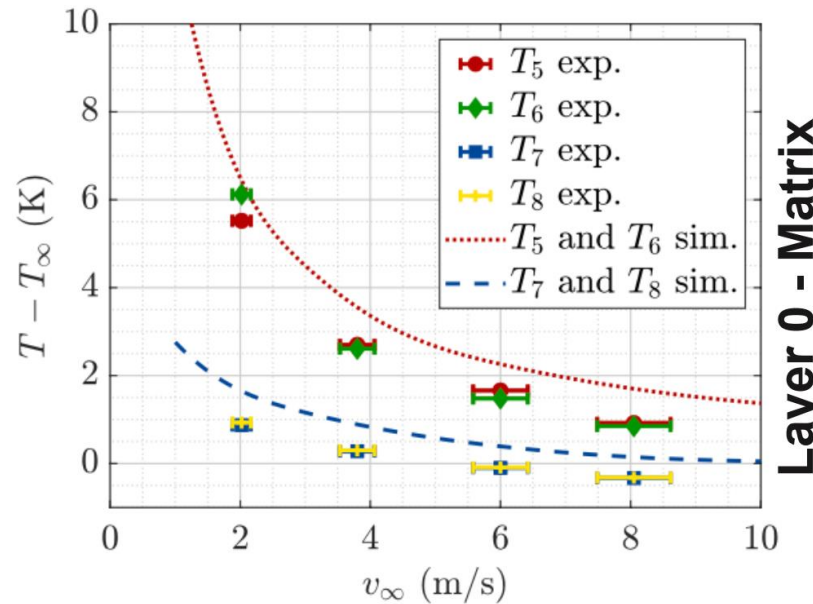 10
8
6
4
2
0
0
2
4
6
8
10
T − T∞ (K)
v∞ (m/s)
T5 exp.
T6 exp.
T7 exp.
T8 exp.
T5 and T6 sim.
T7 and T8 sim.
Layer 0 - Matrix